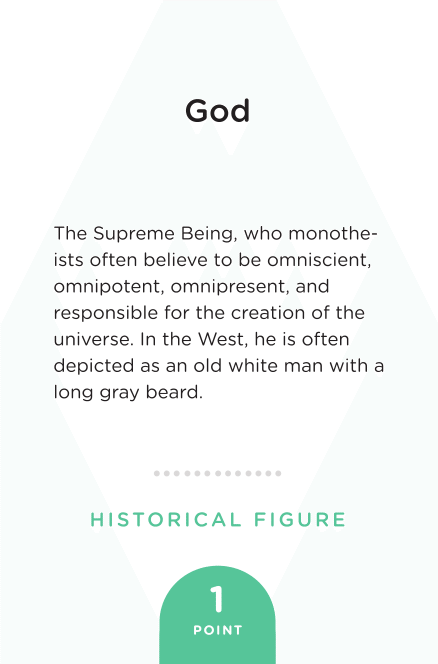 God
The Supreme Being, who monothe-
ists often believe to be omniscient,
omnipotent, omnipresent, and
responsible for the creation of the
universe. In the West, he is often
depicted as an old white man with a
long gray beard.
HISTORICAL FIGURE
1
POINT